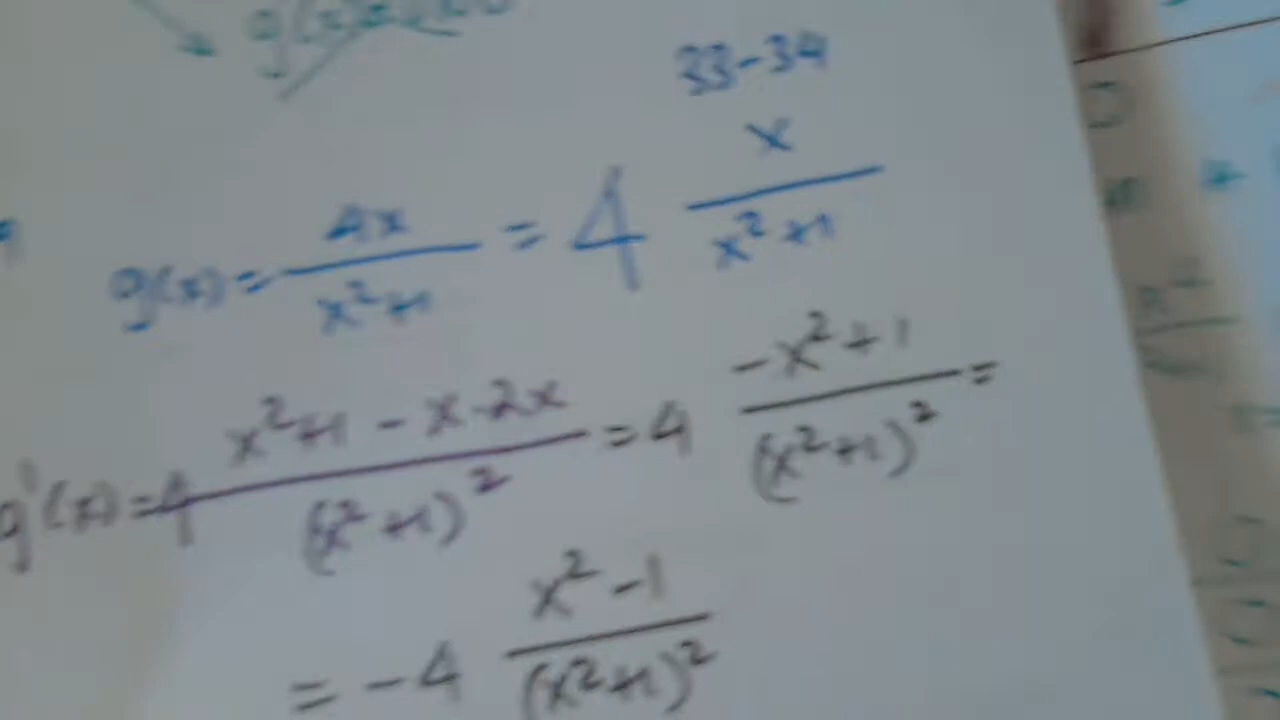 33-34
g(x) = 4x / x²+1 = 4 x / x²+1
g'(x) = 4 x²+1 - x·2x / (x²+1)² = 4 -x²+1 / (x²+1)² =
= -4 x²-1 / (x²+1)²